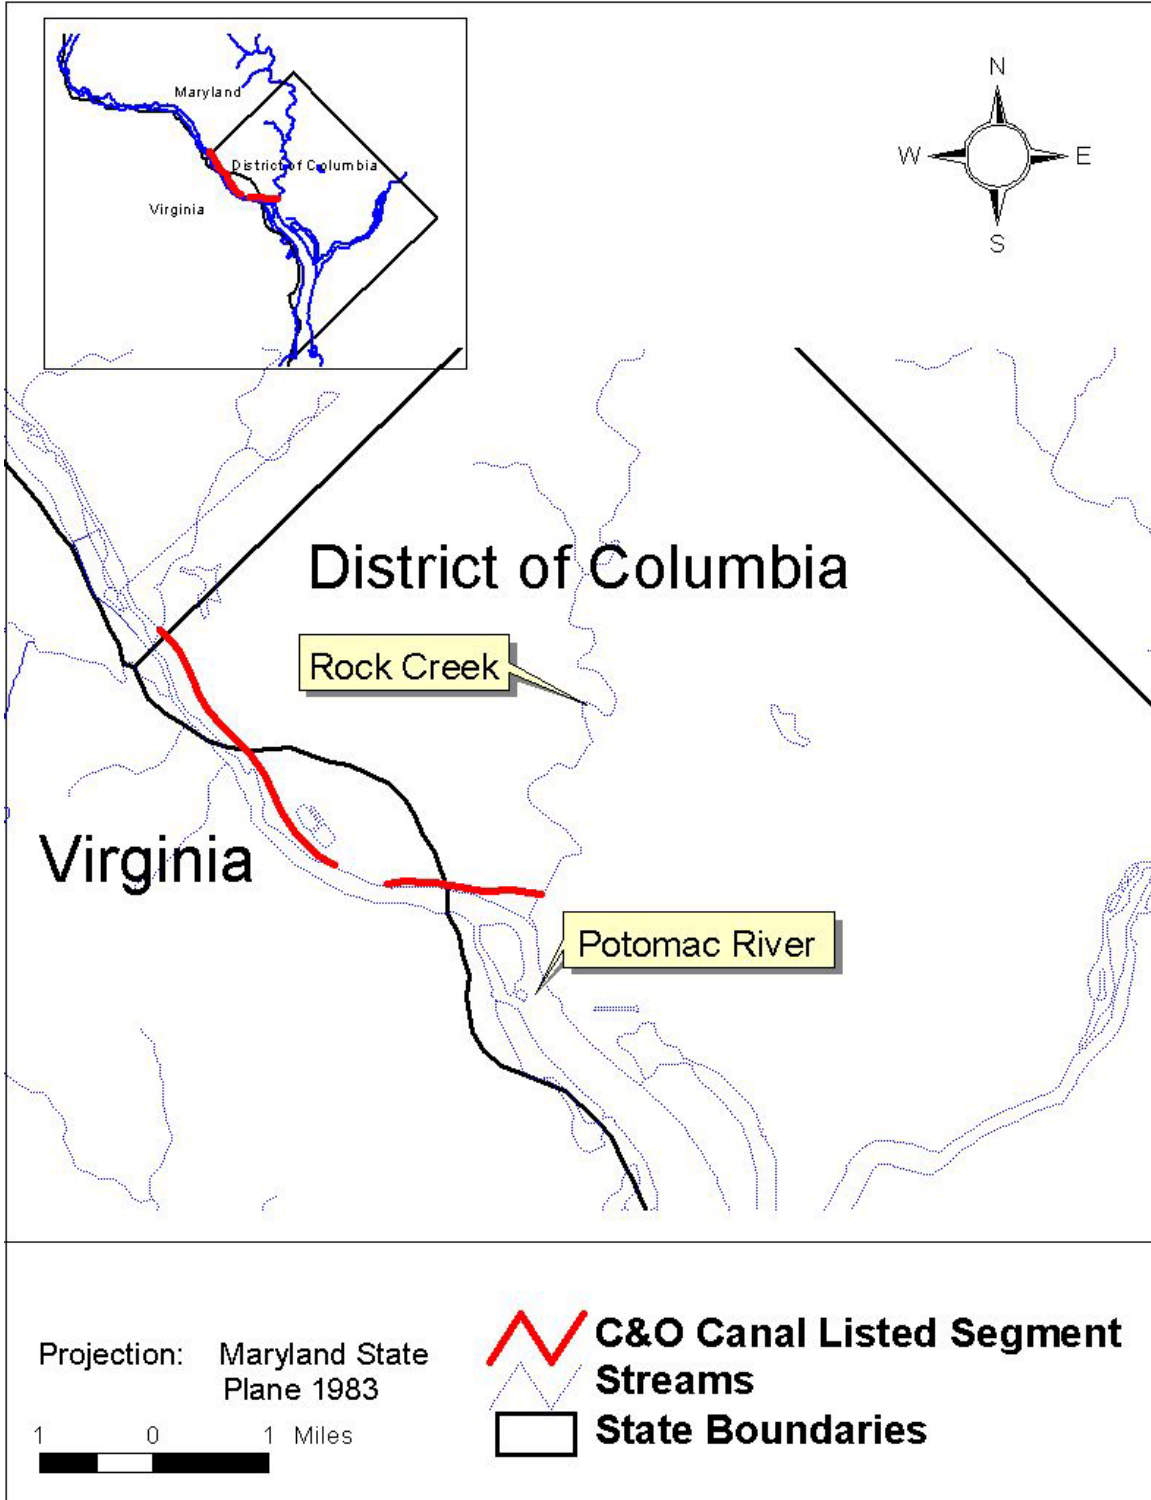 Maryland
District of Columbia
Virginia
N
W
E
S
District of Columbia
Rock Creek
Virginia
Potomac River
Projection: Maryland State
Plane 1983
1 0 1 Miles
C&O Canal Listed Segment
Streams
State Boundaries